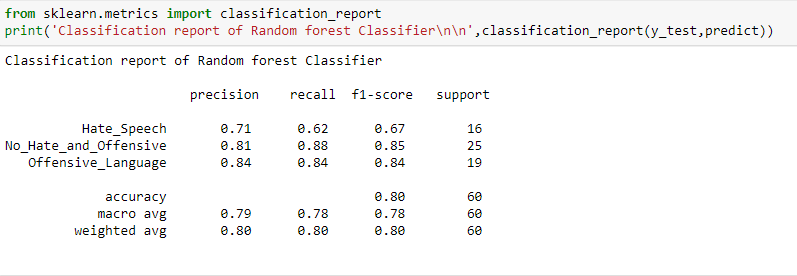 from sklearn.metrics import classification_report
print('Classification report of Random forest Classifier\n\n',classification_report(y_test,predict))
Classification report of Random forest Classifier
precision recall f1-score support
Hate_Speech 0.71 0.62 0.67 16
No_Hate_and_Offensive 0.81 0.88 0.85 25
Offensive_Language 0.84 0.84 0.84 19
accuracy 0.80 60
macro avg 0.79 0.78 0.78 60
weighted avg 0.80 0.80 0.80 60